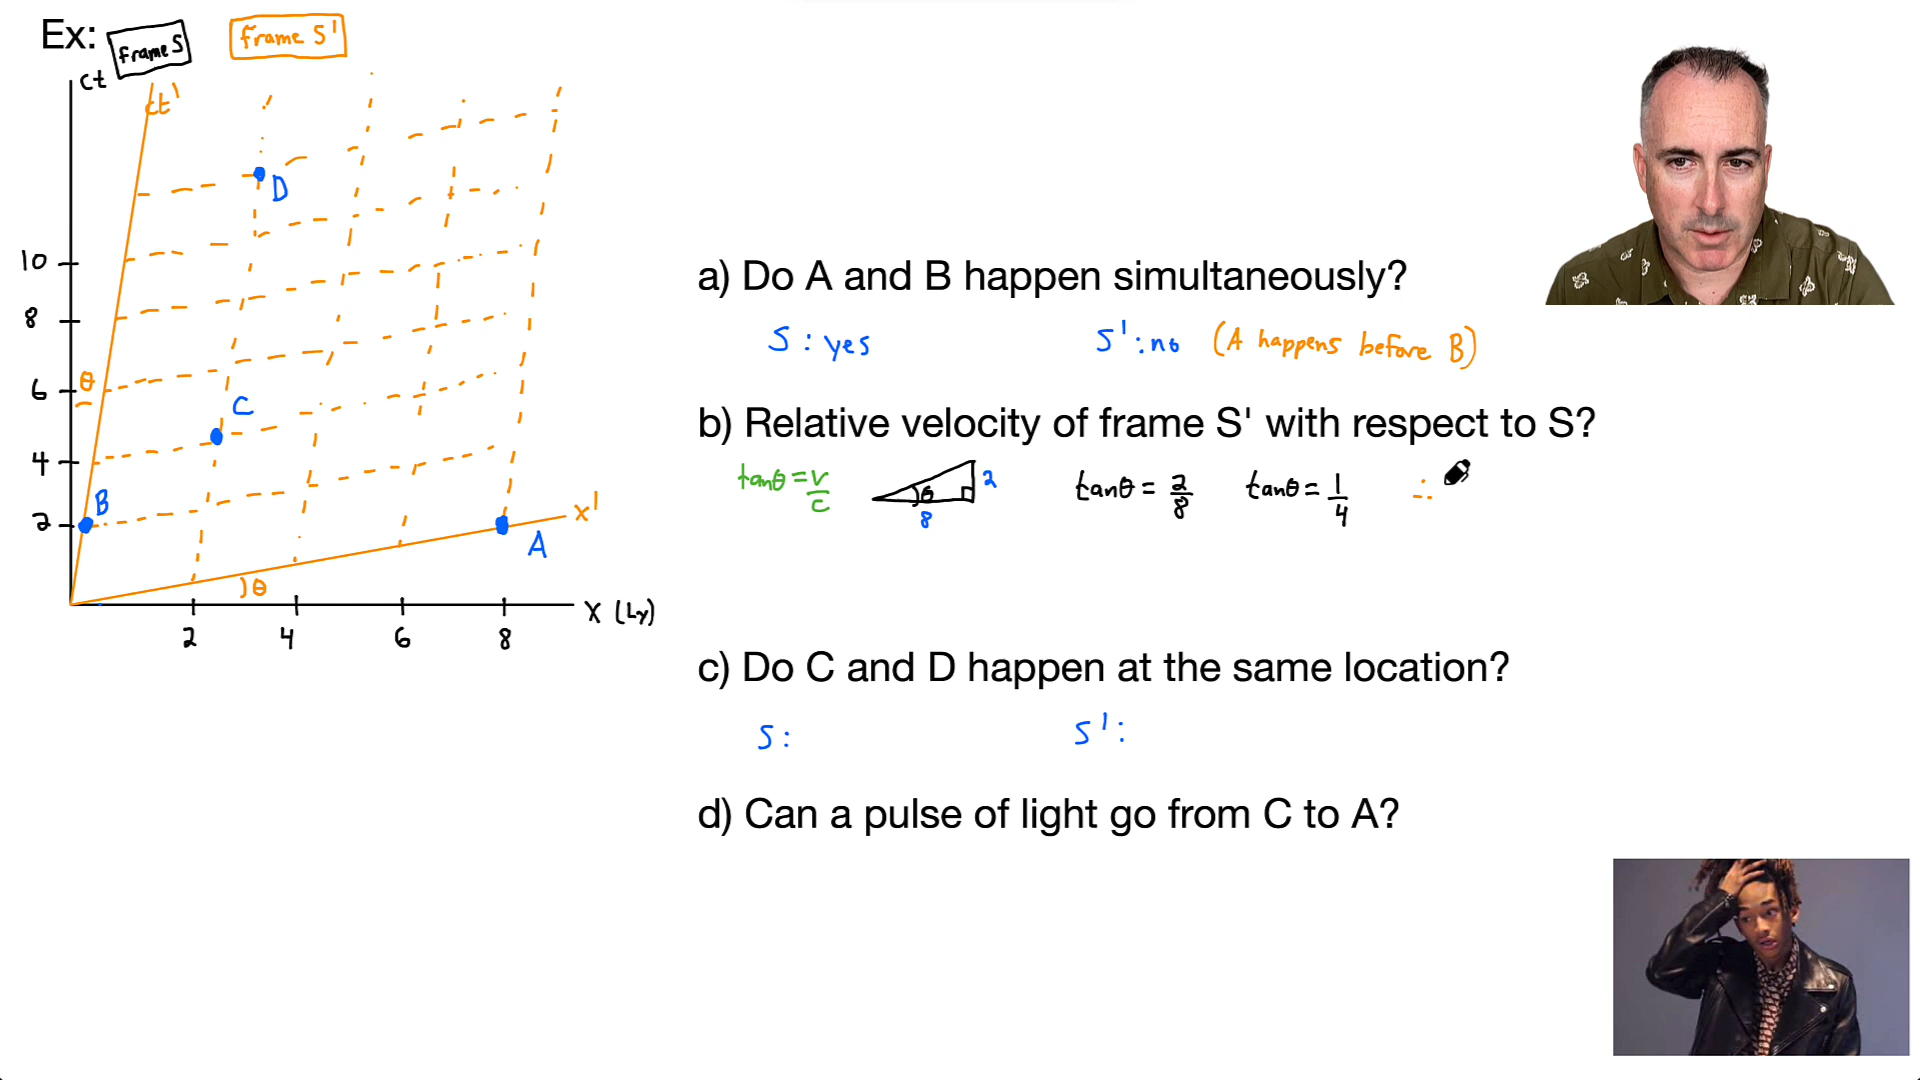 Ex: Frame S frame S'
ct
ct'
D
10
8
θ
6
C
4
B
2
x'
A
θ
x (Ly)
2 4 6 8
a) Do A and B happen simultaneously?
S : yes S' : no (A happens before B)
b) Relative velocity of frame S' with respect to S?
tanθ = v/c θ 2 8 tanθ = 2/8 tanθ = 1/4 ∴
c) Do C and D happen at the same location?
S : S' :
d) Can a pulse of light go from C to A?